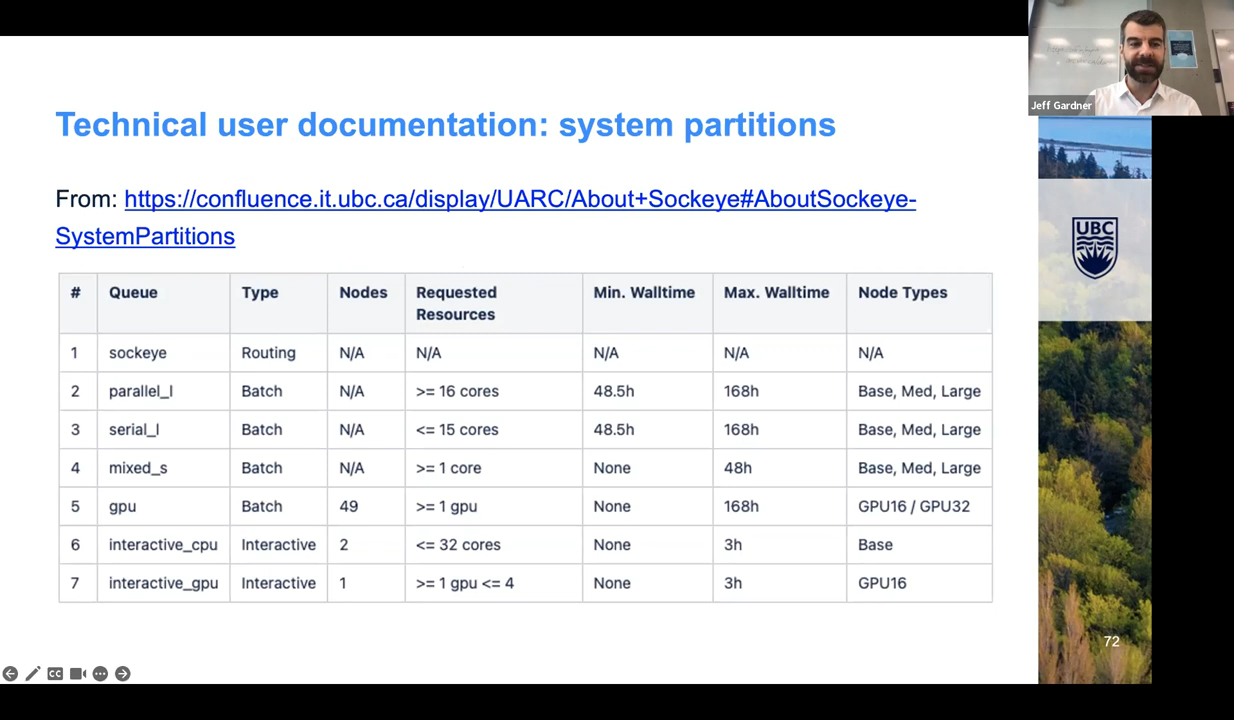 Jeff Gardner
Technical user documentation: system partitions
From: https://confluence.it.ubc.ca/display/UARC/About+Sockeye#AboutSockeye-
SystemPartitions
UBC
# Queue Type Nodes Requested Resources Min. Walltime Max. Walltime Node Types
1 sockeye Routing N/A N/A N/A N/A N/A
2 parallel_l Batch N/A >= 16 cores 48.5h 168h Base, Med, Large
3 serial_l Batch N/A <= 15 cores 48.5h 168h Base, Med, Large
4 mixed_s Batch N/A >= 1 core None 48h Base, Med, Large
5 gpu Batch 49 >= 1 gpu None 168h GPU16 / GPU32
6 interactive_cpu Interactive 2 <= 32 cores None 3h Base
7 interactive_gpu Interactive 1 >= 1 gpu <= 4 None 3h GPU16
72
CC